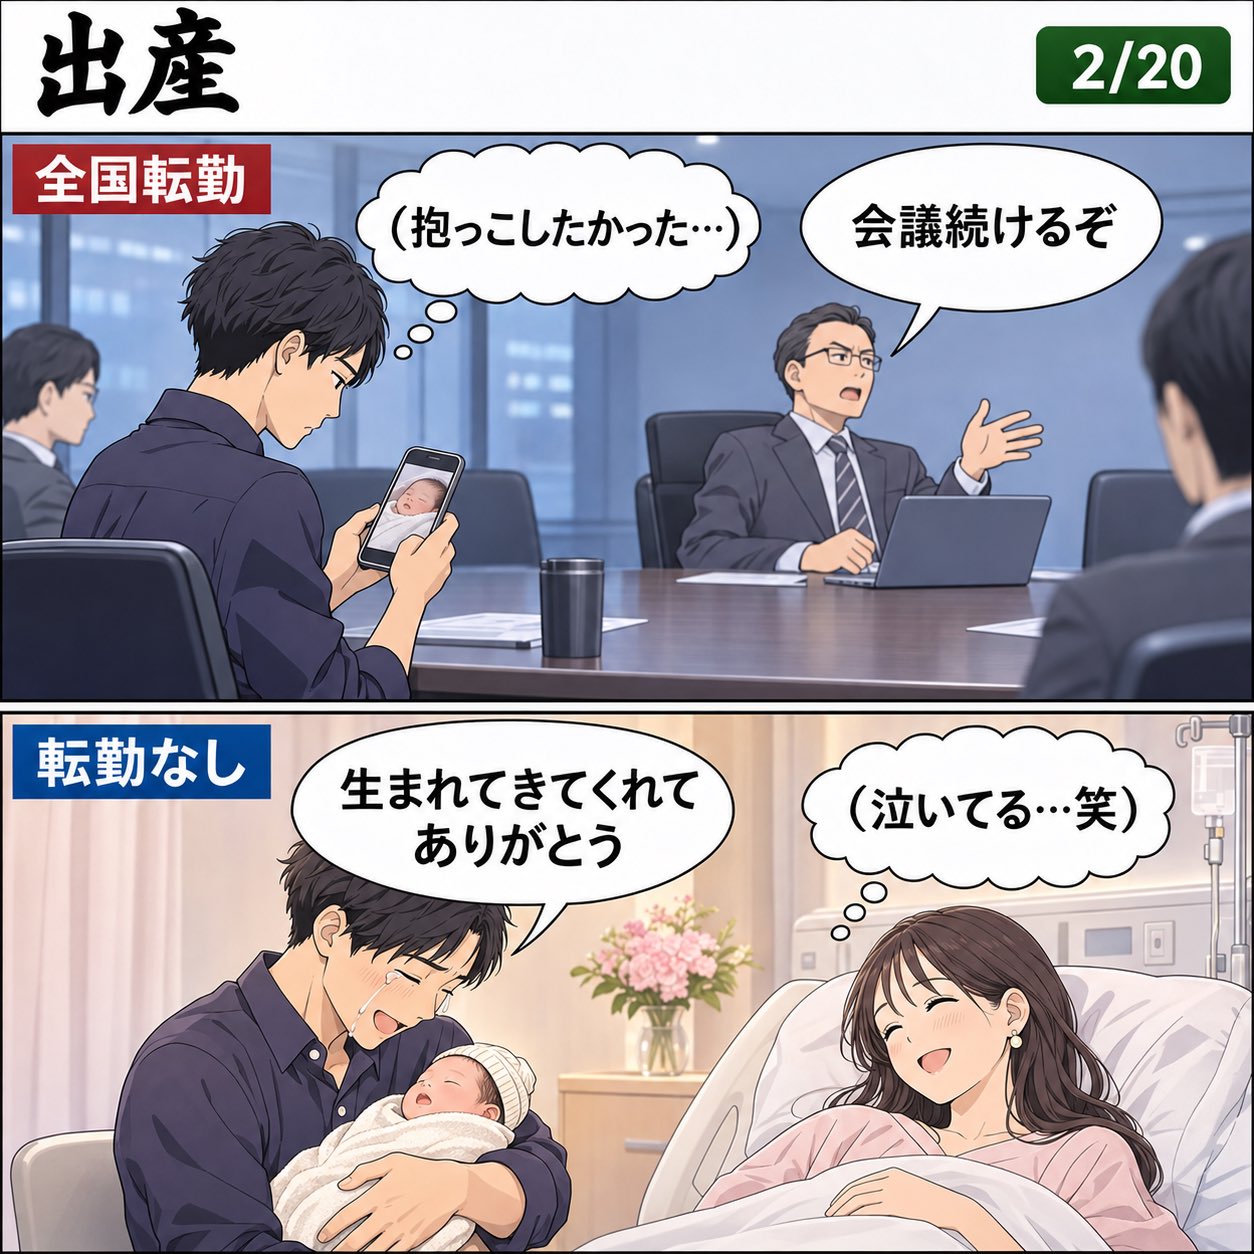 出産
2/20
全国転勤
（抱っこしたかった…）
会議続けるぞ
転勤なし
生まれてきてくれて
ありがとう
（泣いてる…笑）